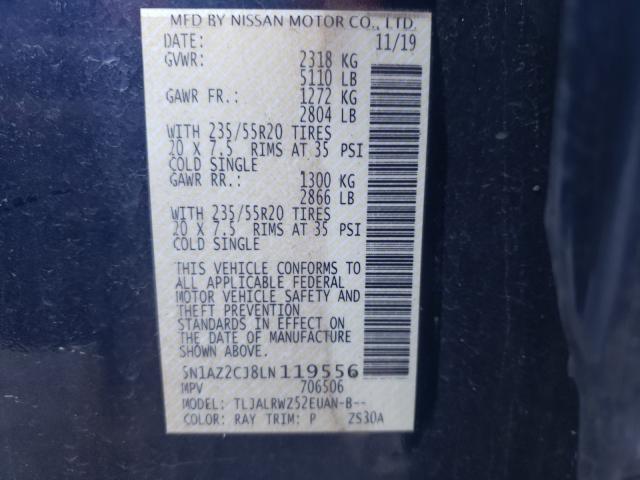 MFD BY NISSAN MOTOR CO., LTD.
DATE: 11/19
GVWR: 2318 KG
5110 LB
GAWR FR.: 1272 KG
2804 LB
WITH 235/55R20 TIRES
20 X 7.5 RIMS AT 35 PSI
COLD SINGLE
GAWR RR.: 1300 KG
2866 LB
WITH 235/55R20 TIRES
20 X 7.5 RIMS AT 35 PSI
COLD SINGLE
THIS VEHICLE CONFORMS TO
ALL APPLICABLE FEDERAL
MOTOR VEHICLE SAFETY AND
THEFT PREVENTION
STANDARDS IN EFFECT ON
THE DATE OF MANUFACTURE
SHOWN ABOVE.
5N1AZ2CJ8LN119556
MPV 706506
MODEL: TLJALRWZ52EUAN-B--
COLOR: RAY TRIM: P ZS30A